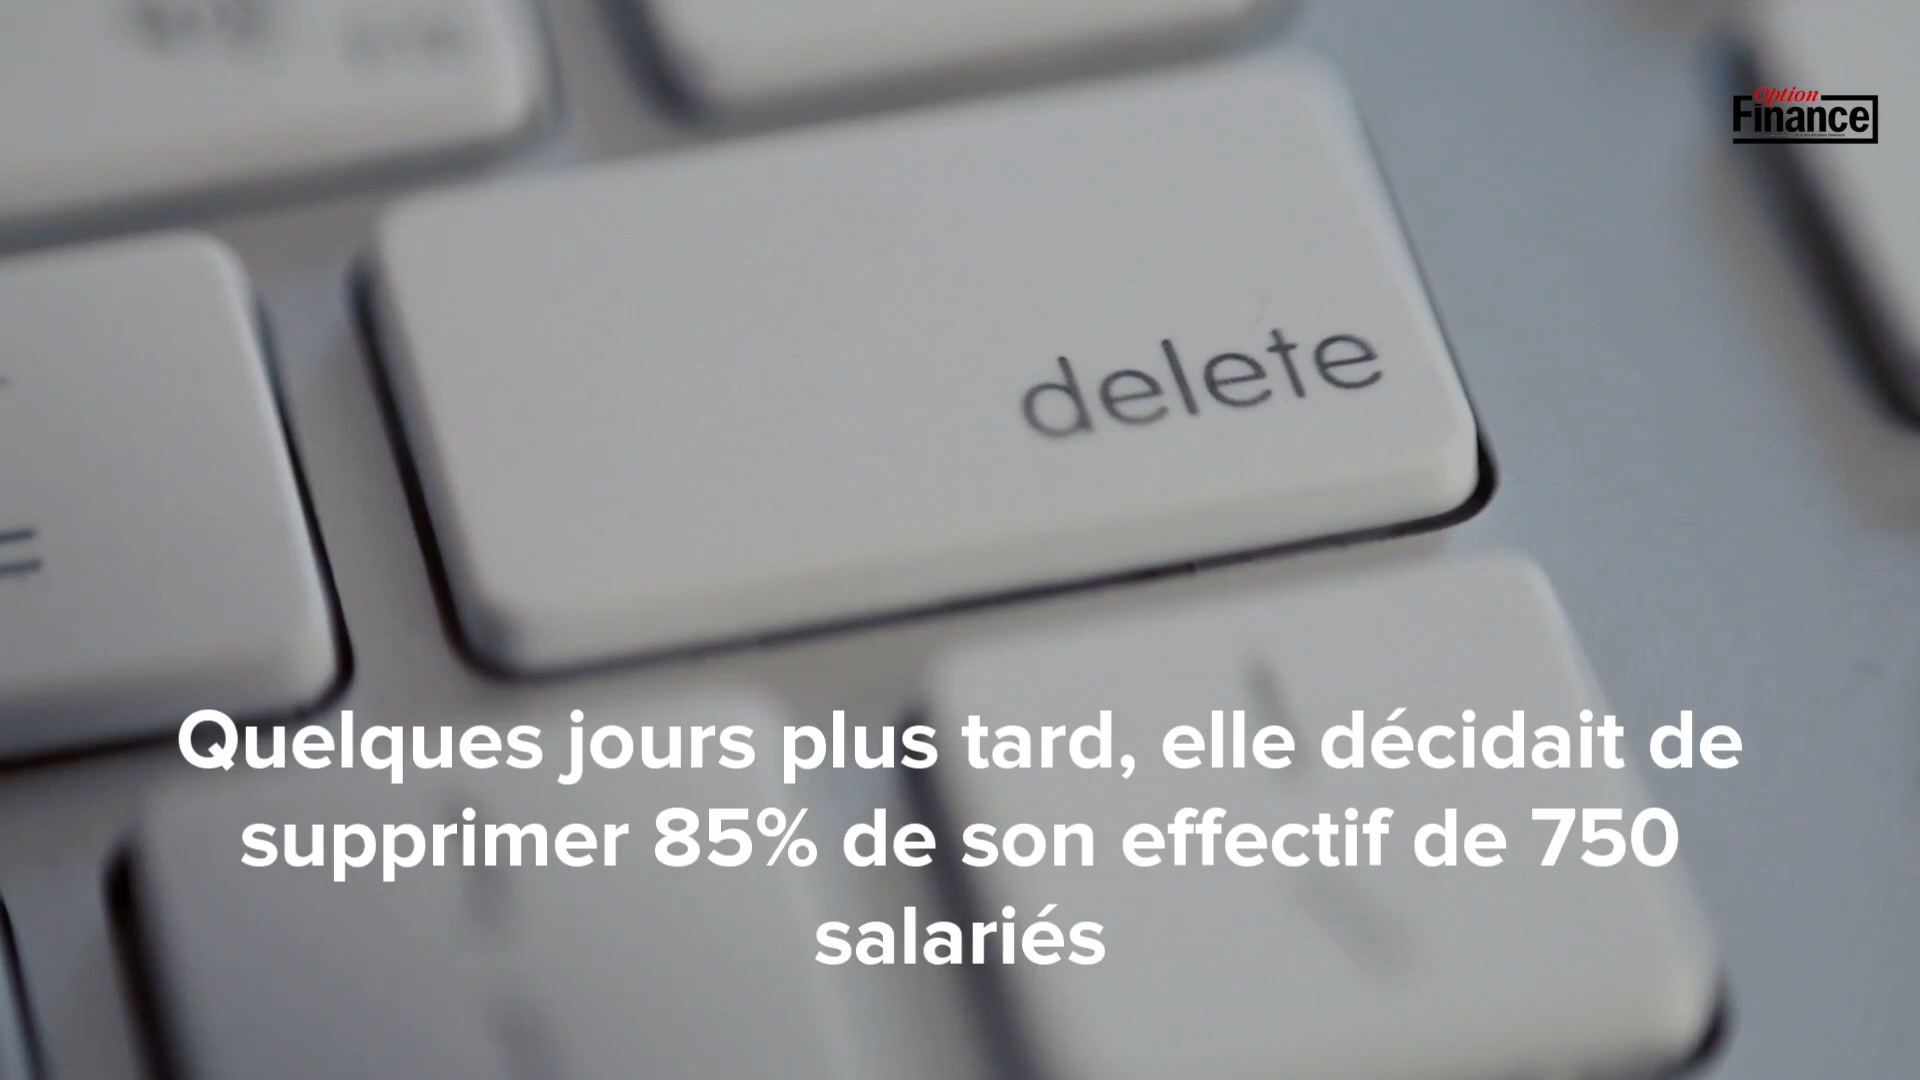 Option
Finance
delete
=
Quelques jours plus tard, elle décidait de
supprimer 85% de son effectif de 750
salariés